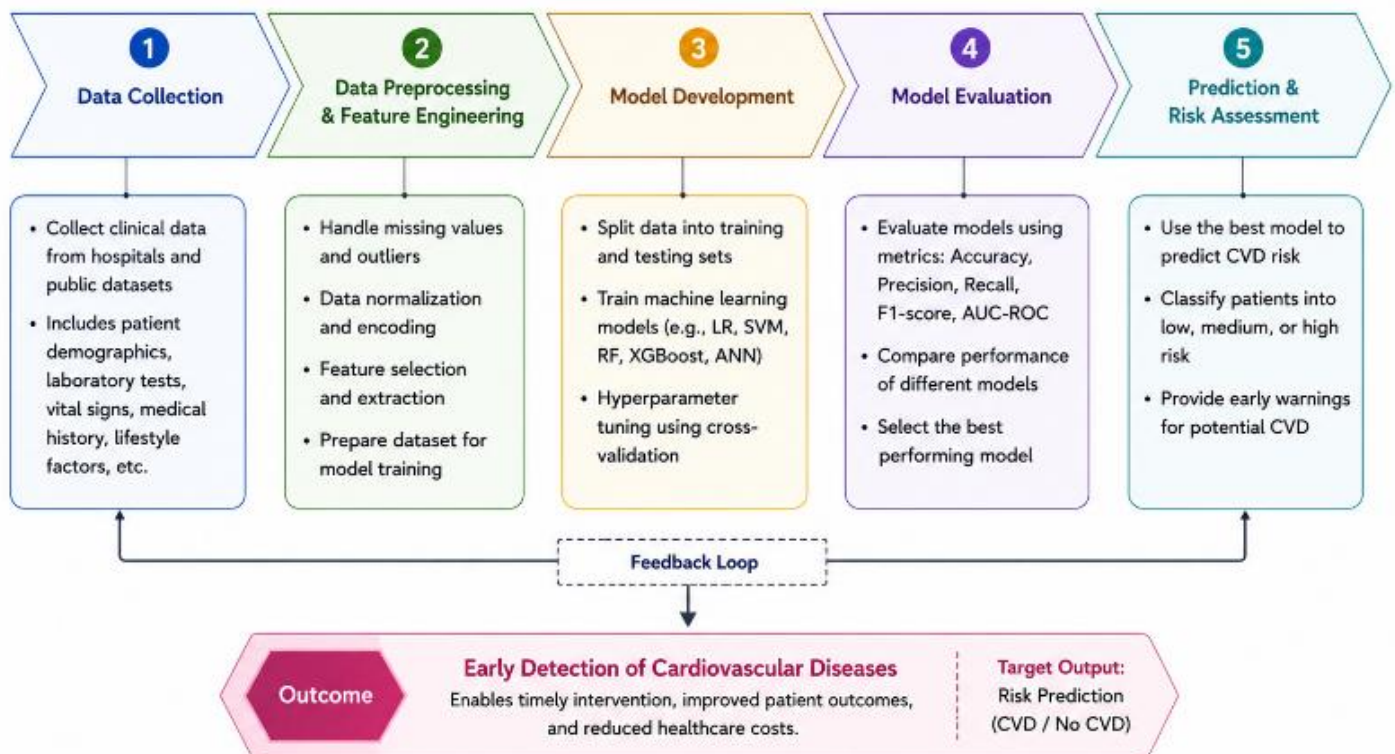 1
Data Collection
2
Data Preprocessing
& Feature Engineering
3
Model Development
4
Model Evaluation
5
Prediction &
Risk Assessment
• Collect clinical data
from hospitals and
public datasets
• Includes patient
demographics,
laboratory tests,
vital signs, medical
history, lifestyle
factors, etc.
• Handle missing values
and outliers
• Data normalization
and encoding
• Feature selection
and extraction
• Prepare dataset for
model training
• Split data into training
and testing sets
• Train machine learning
models (e.g., LR, SVM,
RF, XGBoost, ANN)
• Hyperparameter
tuning using cross-
validation
• Evaluate models using
metrics: Accuracy,
Precision, Recall,
F1-score, AUC-ROC
• Compare performance
of different models
• Select the best
performing model
• Use the best model to
predict CVD risk
• Classify patients into
low, medium, or high
risk
• Provide early warnings
for potential CVD
Feedback Loop
Outcome
Early Detection of Cardiovascular Diseases
Enables timely intervention, improved patient outcomes,
and reduced healthcare costs.
Target Output:
Risk Prediction
(CVD / No CVD)